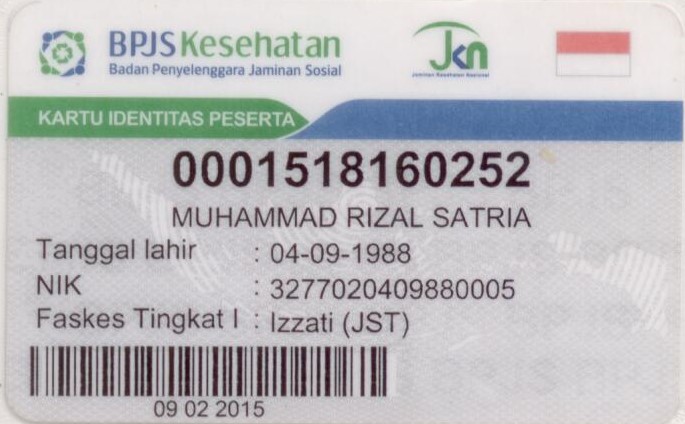 BPJS Kesehatan
Badan Penyelenggara Jaminan Sosial
JKN
Jaminan Kesehatan Nasional
KARTU IDENTITAS PESERTA
0001518160252
MUHAMMAD RIZAL SATRIA
Tanggal lahir : 04-09-1988
NIK : 3277020409880005
Faskes Tingkat I : Izzati (JST)
09 02 2015